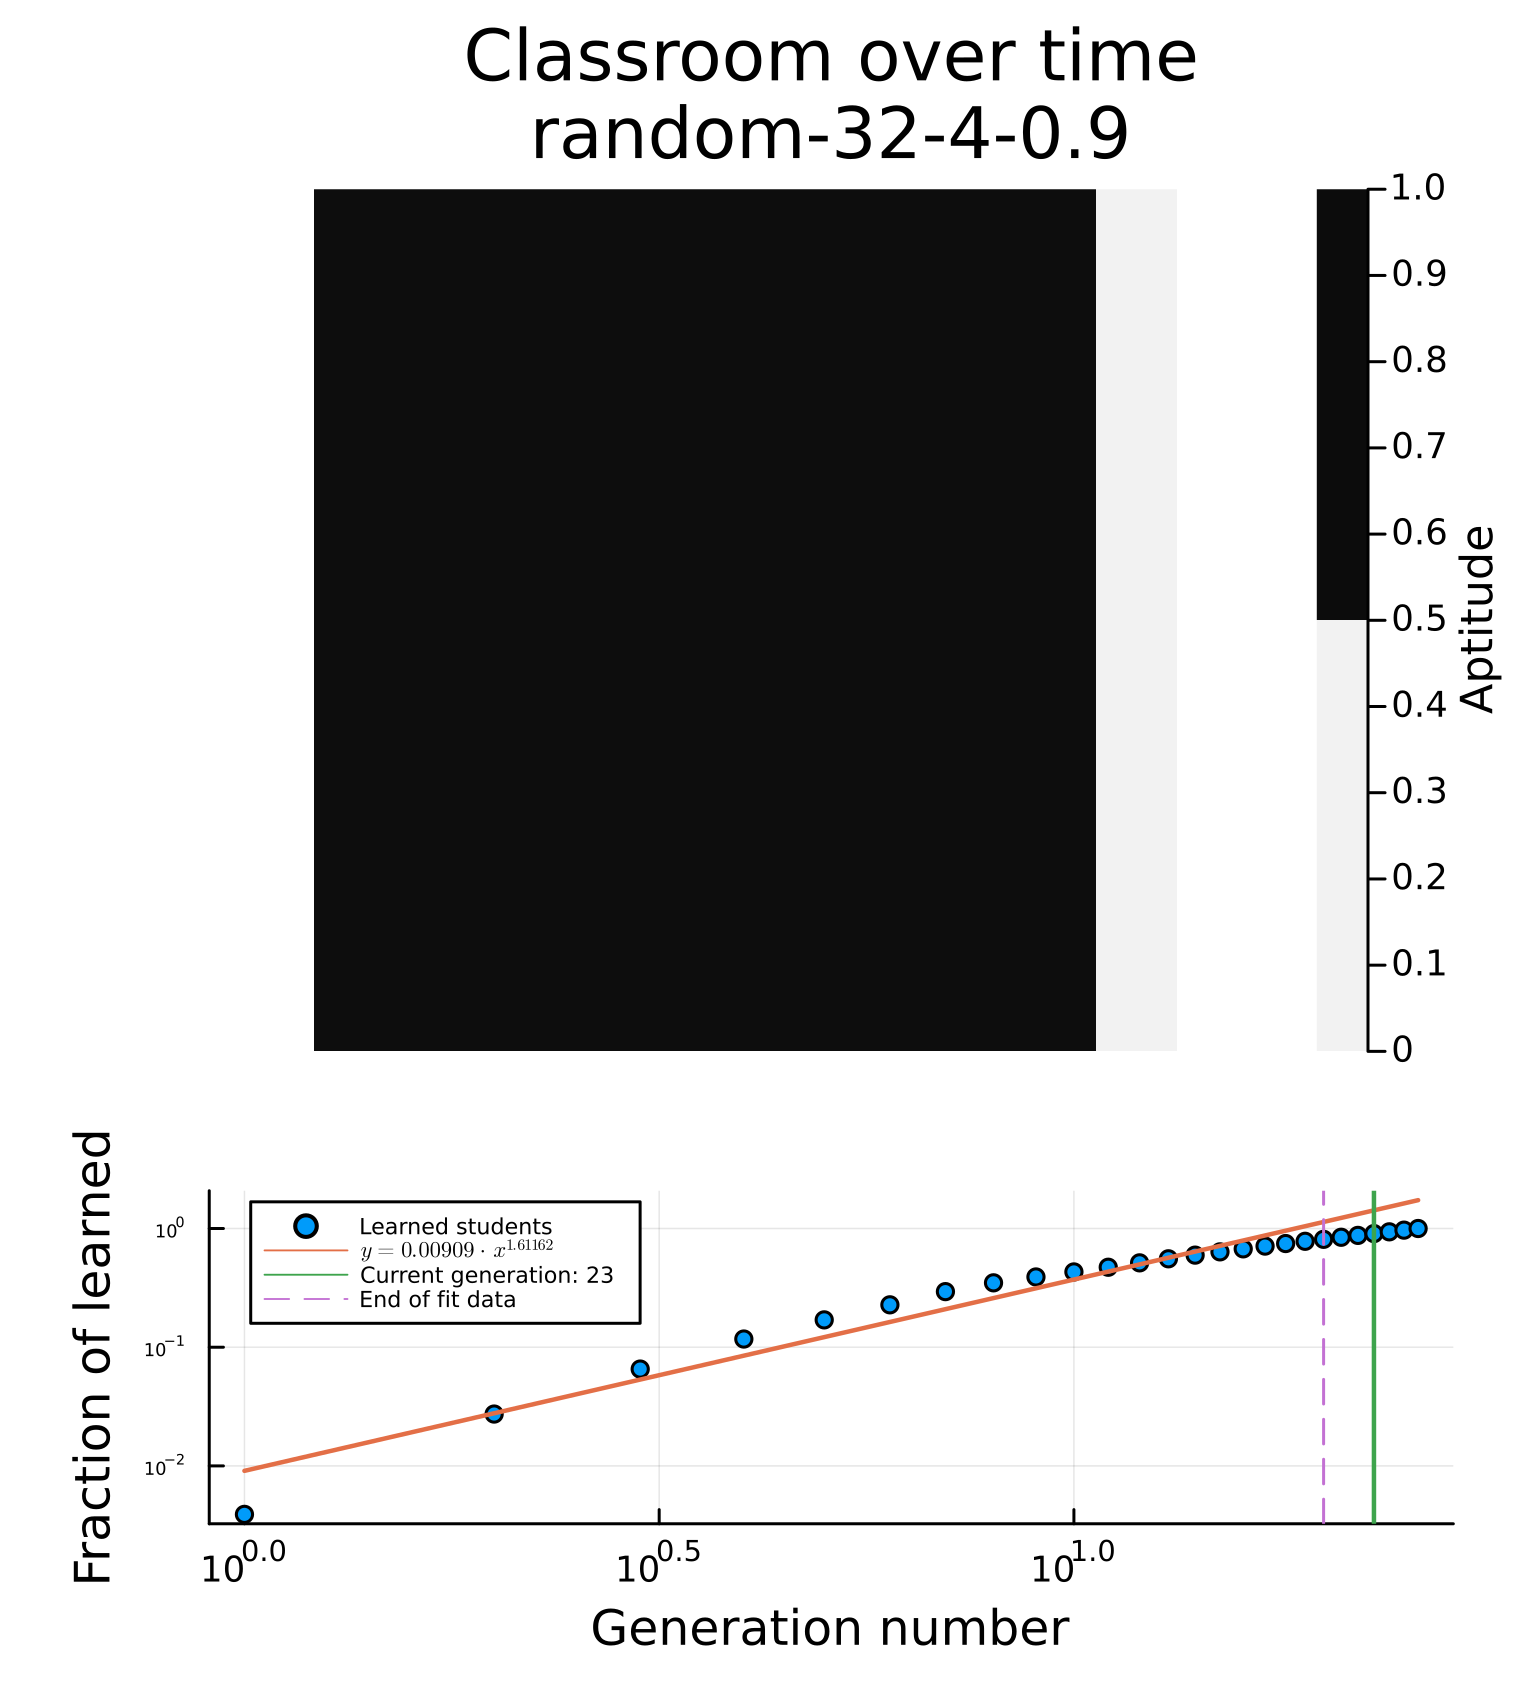 Classroom over time
random-32-4-0.9
1.0
0.9
0.8
0.7
0.6
0.5
0.4
0.3
0.2
0.1
0
Aptitude
Fraction of learned
10⁰
10⁻¹
10⁻²
Learned students
y = 0.00909 · x^1.61162
Current generation: 23
End of fit data
10^0.0
10^0.5
10^1.0
Generation number